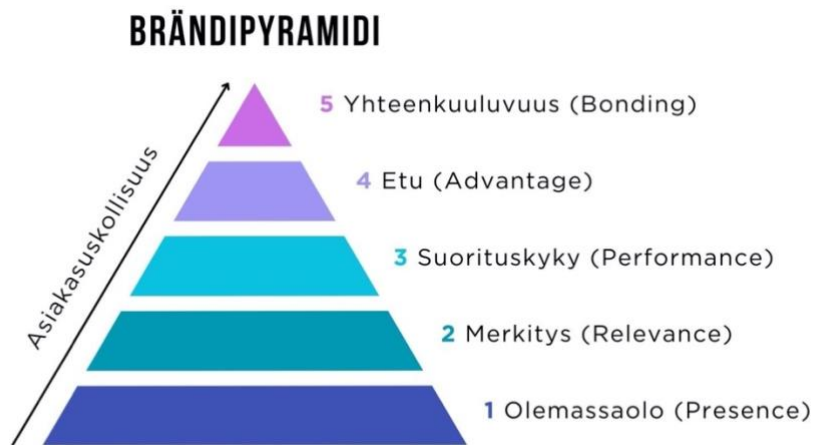 BRÄNDIPYRAMIDI
5 Yhteenkuuluvuus (Bonding)
4 Etu (Advantage)
3 Suorituskyky (Performance)
2 Merkitys (Relevance)
1 Olemassaolo (Presence)
Asiakasuskollisuus